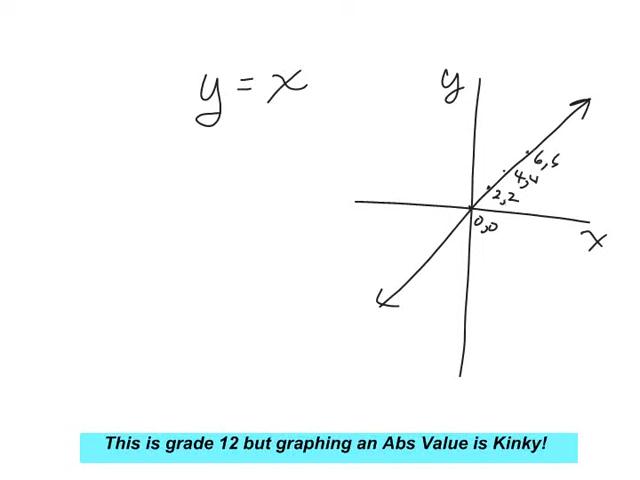 y = x
y
6,6
4,4
2,2
0,0
x
This is grade 12 but graphing an Abs Value is Kinky!